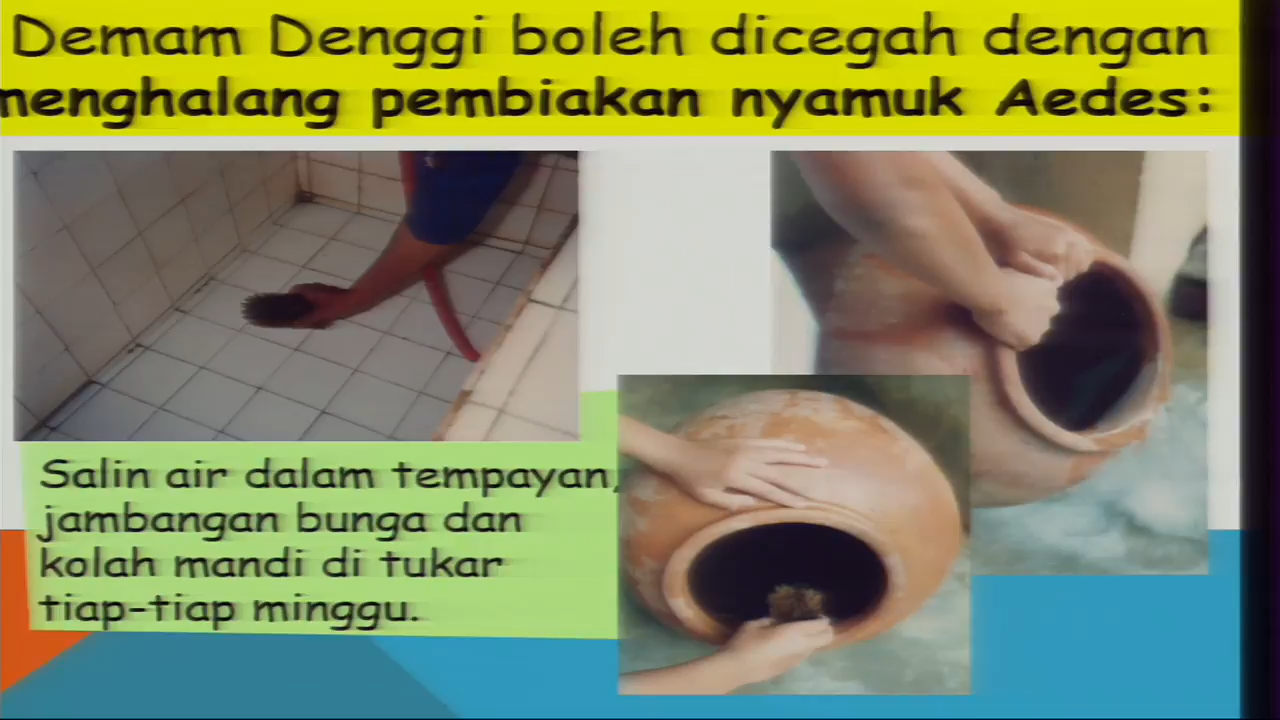 Demam Denggi boleh dicegah dengan
menghalang pembiakan nyamuk Aedes:
Salin air dalam tempayan,
jambangan bunga dan
kolah mandi di tukar
tiap-tiap minggu.